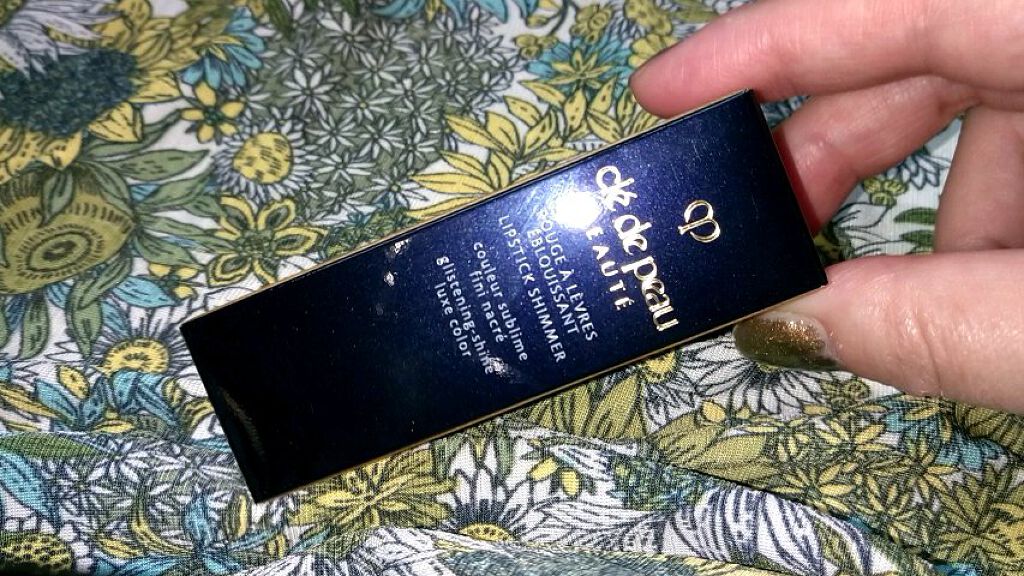 clé de peau
BEAUTÉ
ROUGE À LÈVRES
ÉBLOUISSANT
LIPSTICK SHIMMER
couleur sublime
fini nacré
glistening-shine
luxe color